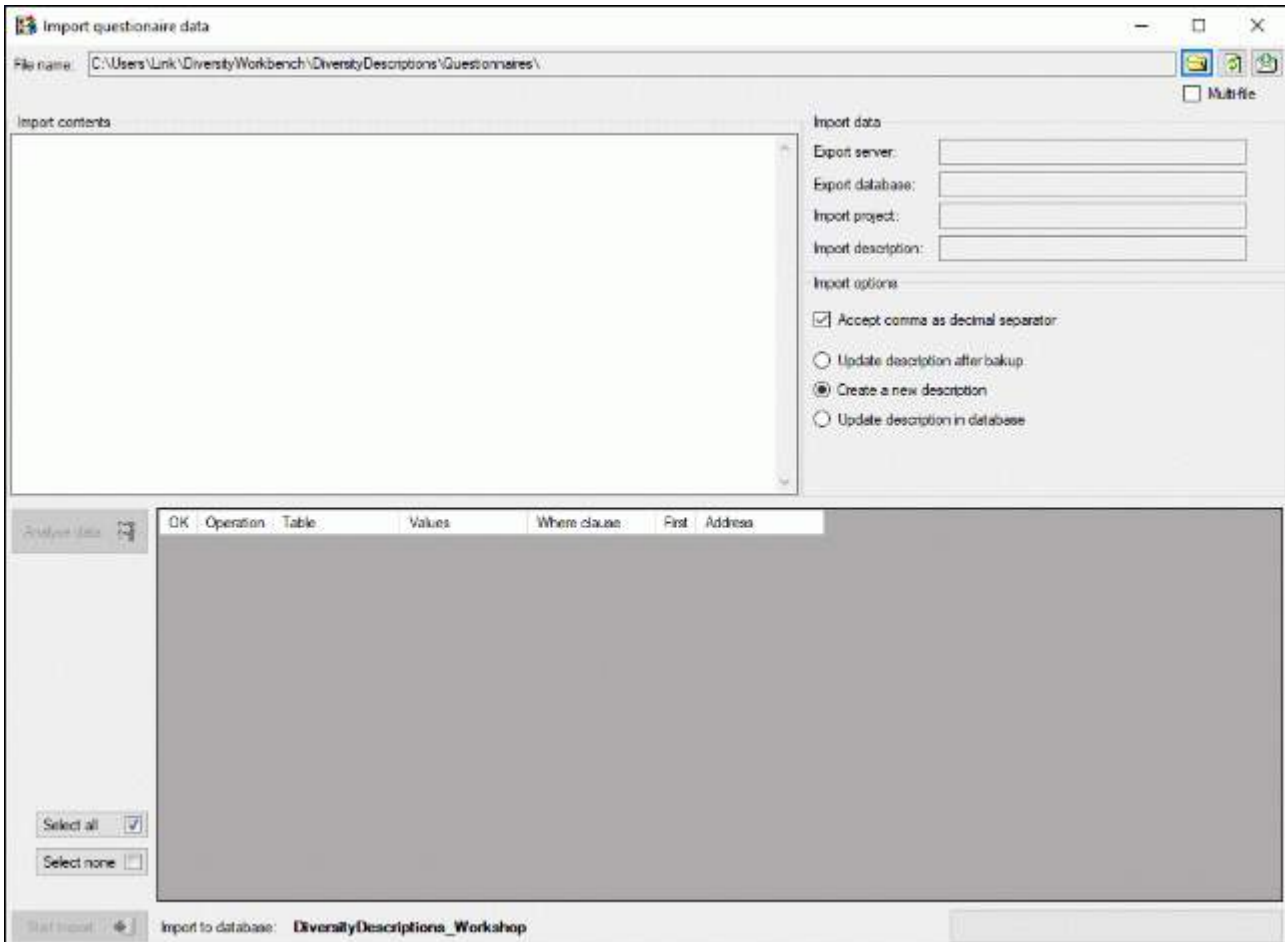 Import questionaire data
File name: C:\Users\Link\DiversityWorkbench\DiversityDescriptions\Questionnaires\
Multi-file
Import contents
Import data
Export server:
Export database:
Import project:
Import description:
Import options
Accept comma as decimal separator
Update description after bakup
Create a new description
Update description in database
Analyse data
OK Operation Table Values Where clause First Address
Select all
Select none
Start import
Import to database: DiversityDescriptions_Workshop